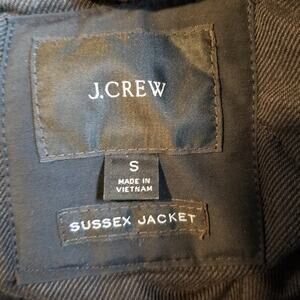 J.CREW
S
MADE IN
VIETNAM
SUSSEX JACKET